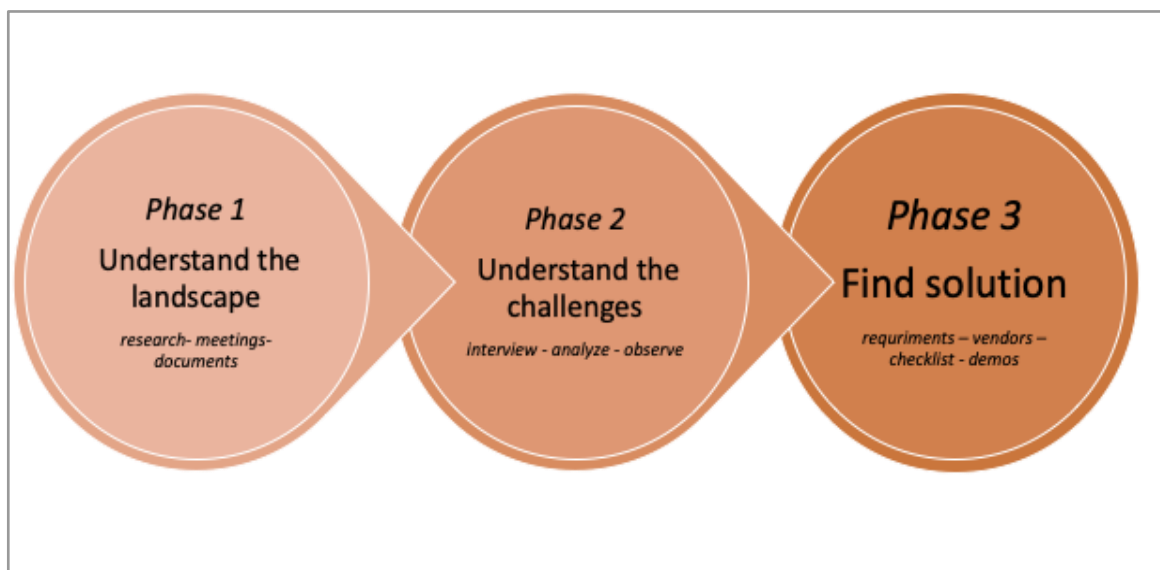 Phase 1
Understand the
landscape
research- meetings-
documents
Phase 2
Understand the
challenges
interview - analyze - observe
Phase 3
Find solution
requriments – vendors –
checklist - demos